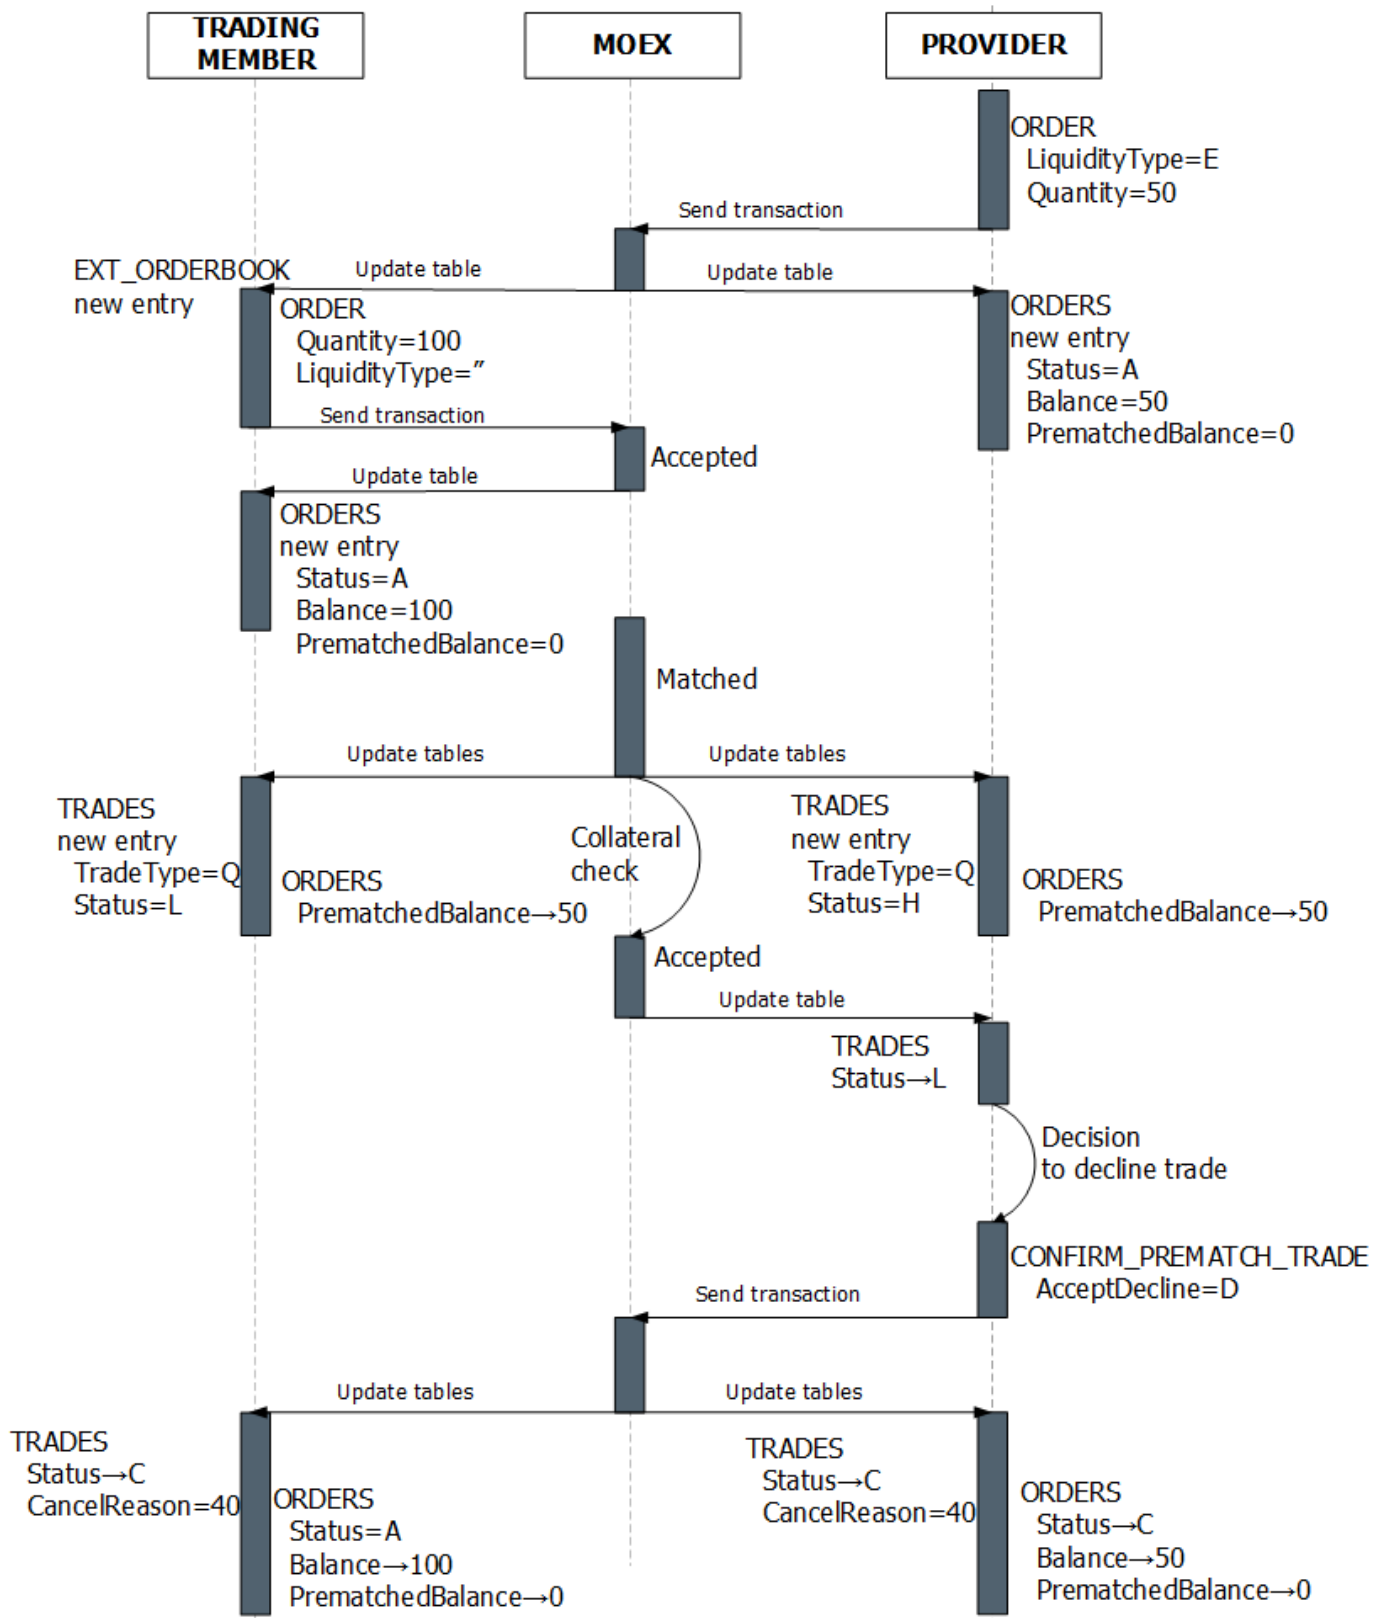 TRADING
MEMBER
MOEX
PROVIDER
ORDER
LiquidityType=E
Quantity=50
Send transaction
EXT_ORDERBOOK
new entry
Update table
Update table
ORDER
Quantity=100
LiquidityType=”
ORDERS
new entry
Status=A
Balance=50
PrematchedBalance=0
Send transaction
Accepted
Update table
ORDERS
new entry
Status=A
Balance=100
PrematchedBalance=0
Matched
Update tables
Update tables
TRADES
new entry
TradeType=Q
Status=L
ORDERS
PrematchedBalance→50
Collateral
check
TRADES
new entry
TradeType=Q
Status=H
ORDERS
PrematchedBalance→50
Accepted
Update table
TRADES
Status→L
Decision
to decline trade
CONFIRM_PREMATCH_TRADE
AcceptDecline=D
Send transaction
Update tables
Update tables
TRADES
Status→C
CancelReason=40
ORDERS
Status=A
Balance→100
PrematchedBalance→0
TRADES
Status→C
CancelReason=40
ORDERS
Status→C
Balance→50
PrematchedBalance→0